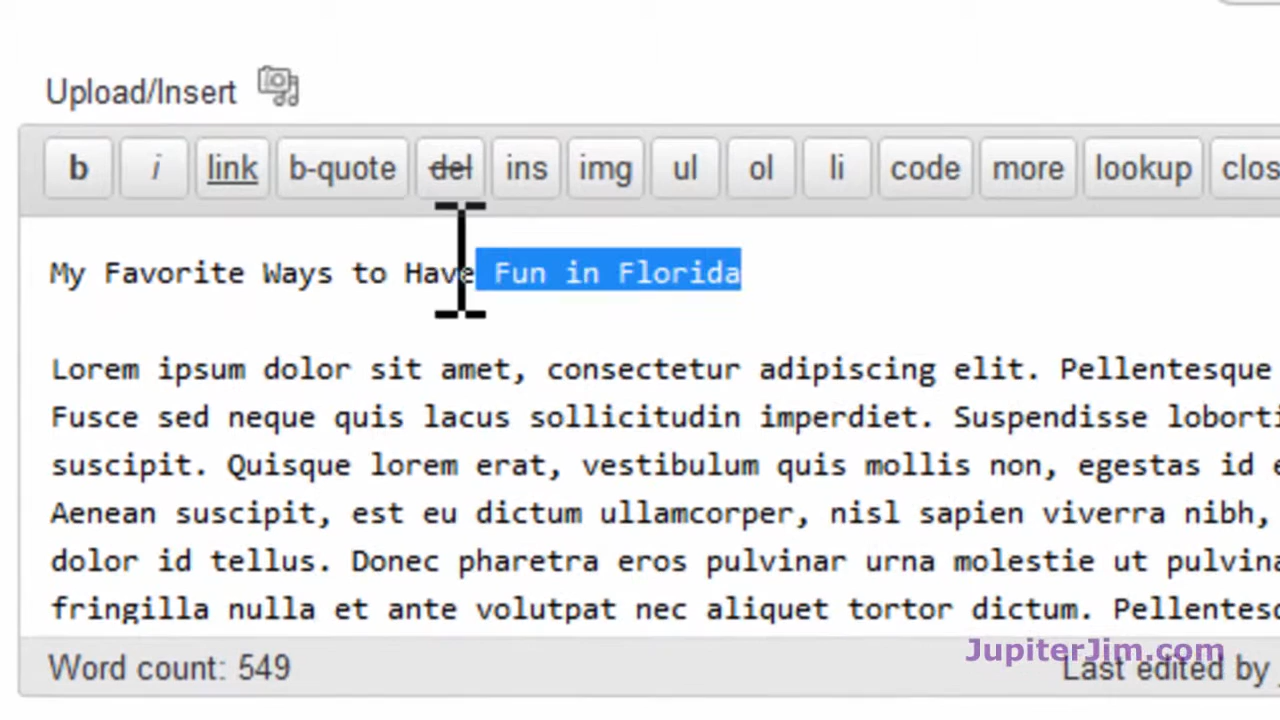 Upload/Insert
b i link b-quote del ins img ul ol li code more lookup clos
My Favorite Ways to Have Fun in Florida
Lorem ipsum dolor sit amet, consectetur adipiscing elit. Pellentesque
Fusce sed neque quis lacus sollicitudin imperdiet. Suspendisse loborti
suscipit. Quisque lorem erat, vestibulum quis mollis non, egestas id e
Aenean suscipit, est eu dictum ullamcorper, nisl sapien viverra nibh,
dolor id tellus. Donec pharetra eros pulvinar urna molestie ut pulvina
fringilla nulla et ante volutpat nec aliquet tortor dictum. Pellentesq
JupiterJim.com
Word count: 549 Last edited by